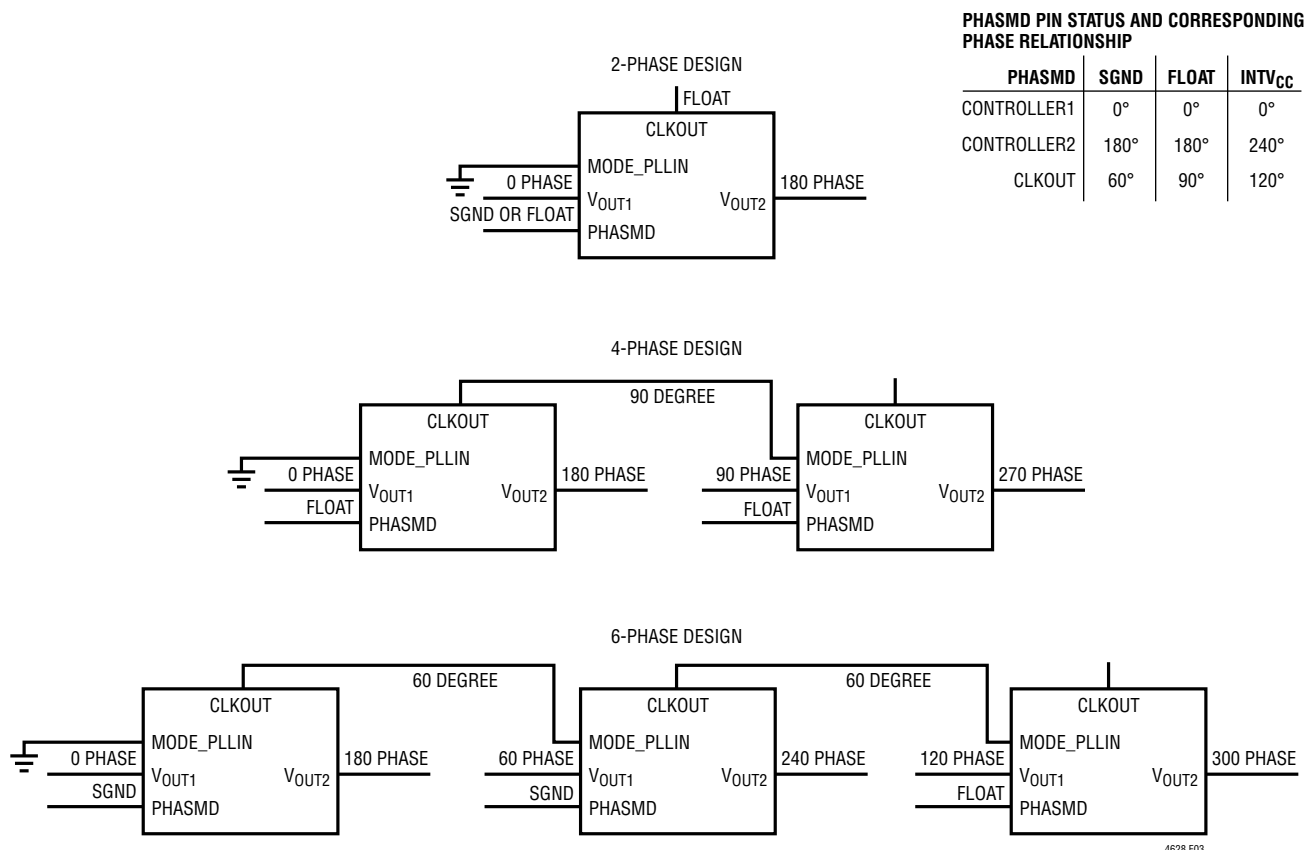 PHASMD PIN STATUS AND CORRESPONDING
PHASE RELATIONSHIP
PHASMD SGND FLOAT INTVCC
CONTROLLER1 0° 0° 0°
CONTROLLER2 180° 180° 240°
CLKOUT 60° 90° 120°
2-PHASE DESIGN
FLOAT
CLKOUT
MODE_PLLIN
0 PHASE
VOUT1
VOUT2
180 PHASE
SGND OR FLOAT
PHASMD
4-PHASE DESIGN
90 DEGREE
CLKOUT
MODE_PLLIN
0 PHASE
VOUT1
VOUT2
180 PHASE
FLOAT
PHASMD
CLKOUT
MODE_PLLIN
90 PHASE
VOUT1
VOUT2
270 PHASE
FLOAT
PHASMD
6-PHASE DESIGN
60 DEGREE
60 DEGREE
CLKOUT
MODE_PLLIN
0 PHASE
VOUT1
VOUT2
180 PHASE
SGND
PHASMD
CLKOUT
MODE_PLLIN
60 PHASE
VOUT1
VOUT2
240 PHASE
SGND
PHASMD
CLKOUT
MODE_PLLIN
120 PHASE
VOUT1
VOUT2
300 PHASE
FLOAT
PHASMD
4628 F03